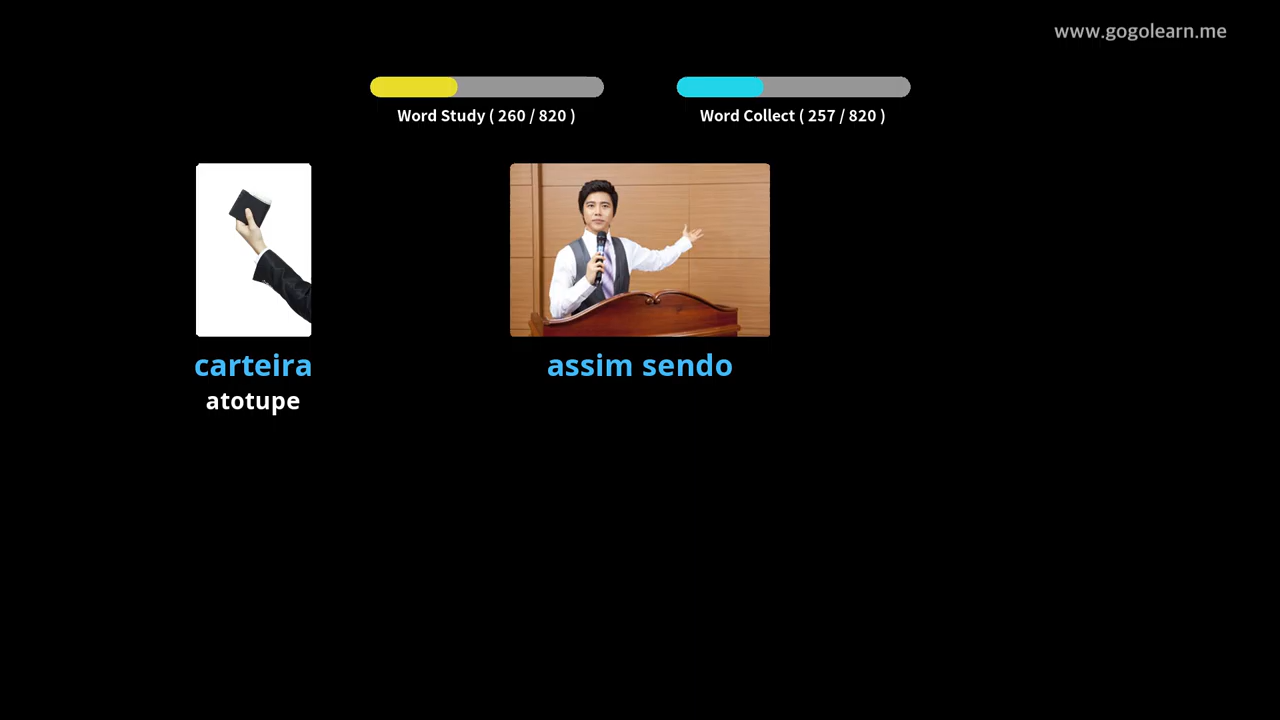 www.gogolearn.me
Word Study ( 260 / 820 )
Word Collect ( 257 / 820 )
carteira
atotupe
assim sendo